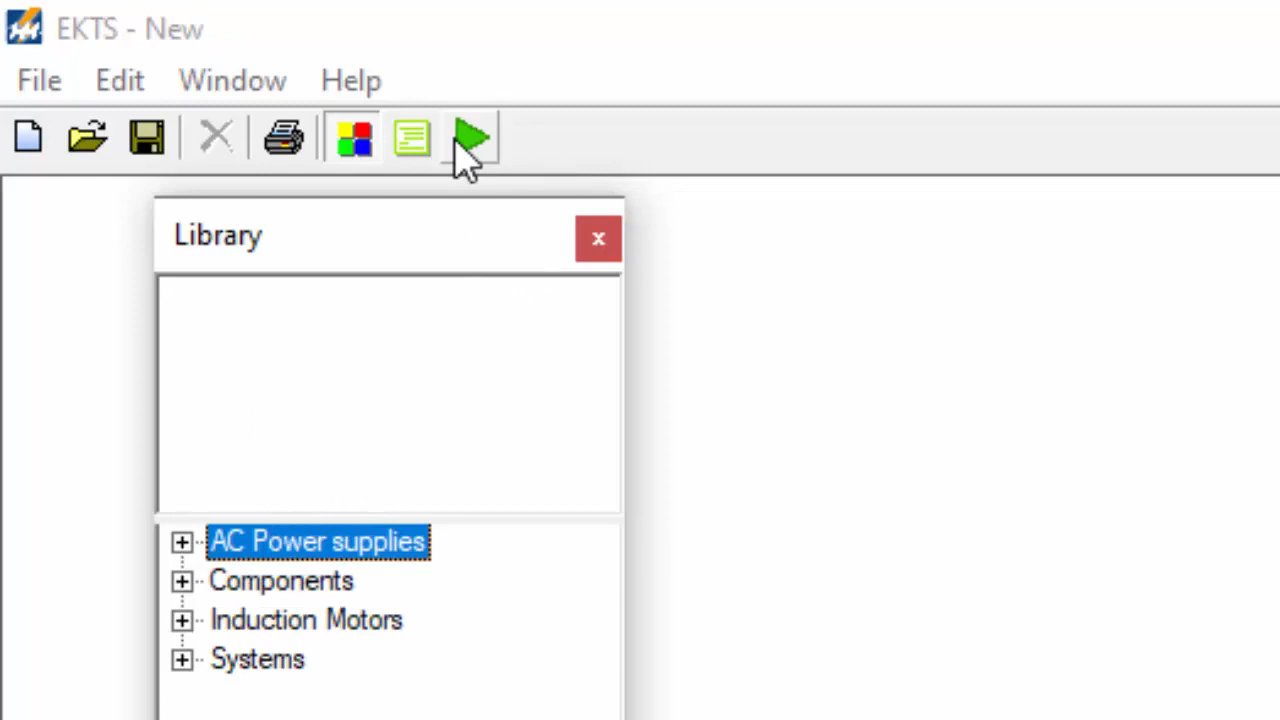 EKTS - New
File Edit Window Help
Library
x
AC Power supplies
Components
Induction Motors
Systems